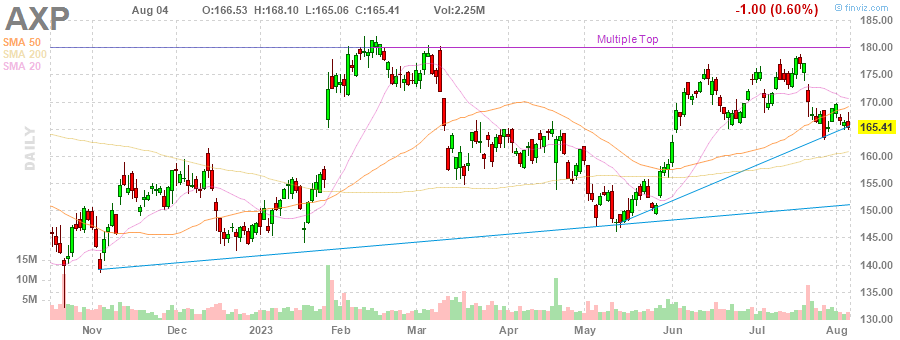 AXP Aug 04 O:166.53 H:168.10 L:165.06 C:165.41 Vol:2.25M -1.00 (0.60%) © finviz.com
SMA 50
SMA 200
SMA 20
DAILY
Multiple Top
185.00
180.00
175.00
170.00
165.41
160.00
155.00
150.00
145.00
140.00
135.00
130.00
15M
10M
5M
Nov Dec 2023 Feb Mar Apr May Jun Jul Aug